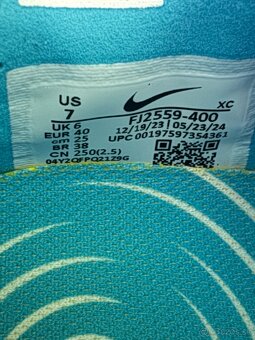 US
7
UK 6
EUR 40
cm 25
BR 38
CN 250(2.5)
04Y2QFPQ2129G
XC
FJ2559-400
12/19/23 | 05/23/24
UPC 00197597354361